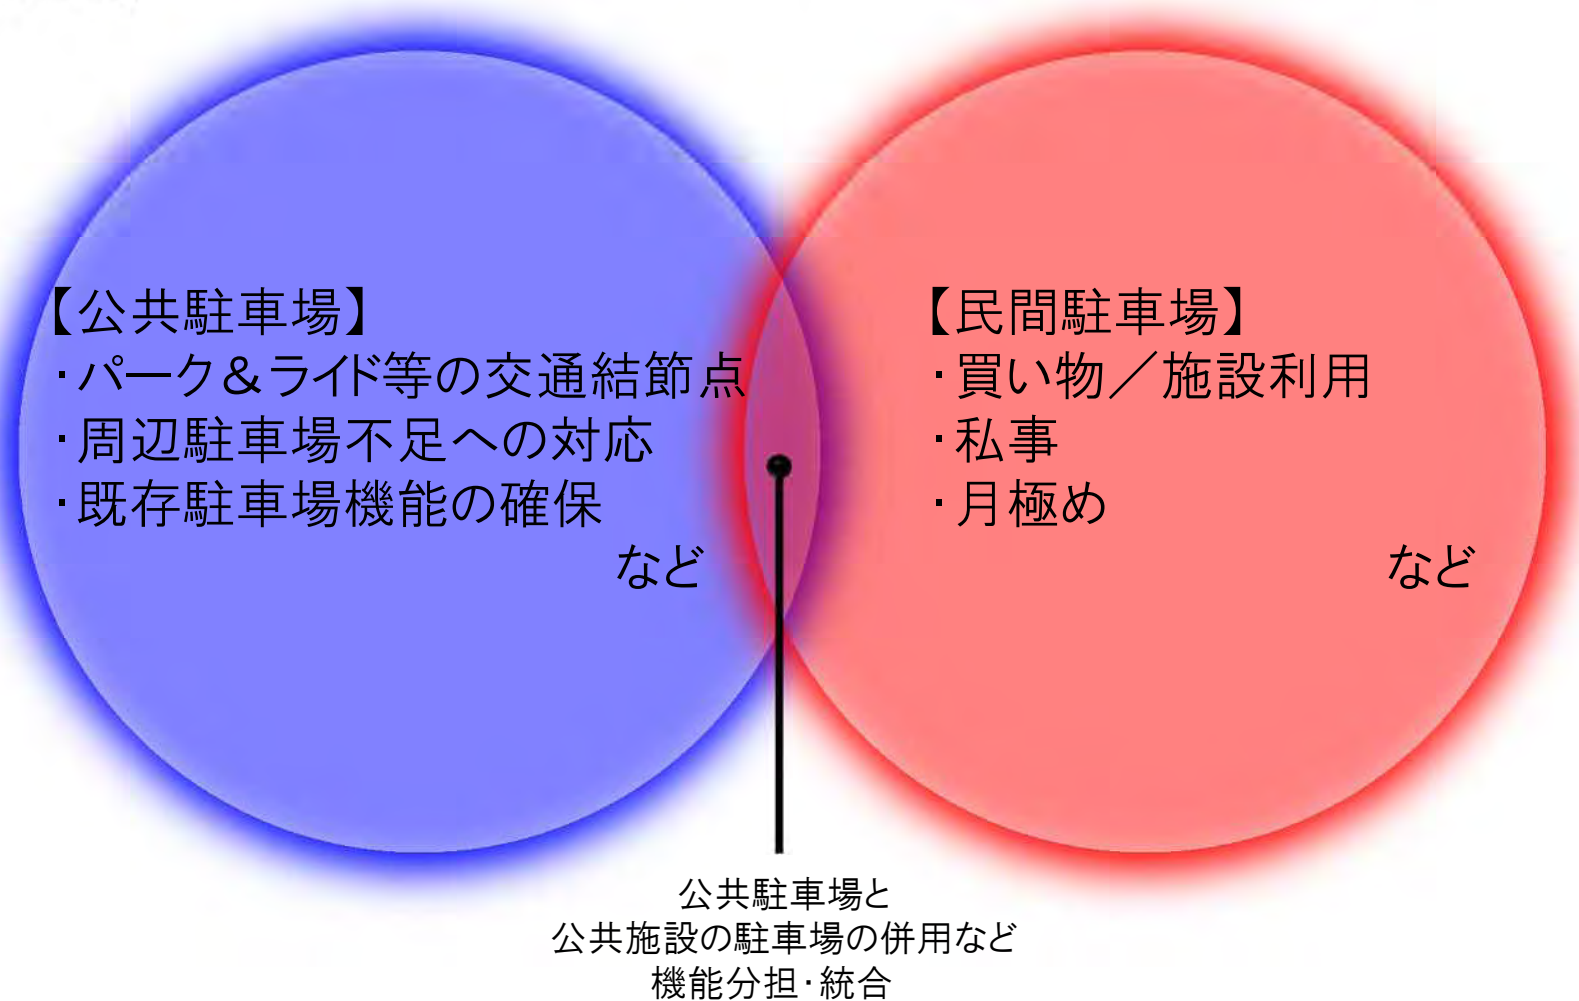 【公共駐車場】
・パーク＆ライド等の交通結節点
・周辺駐車場不足への対応
・既存駐車場機能の確保
など
【民間駐車場】
・買い物／施設利用
・私事
・月極め
など
公共駐車場と
公共施設の駐車場の併用など
機能分担・統合